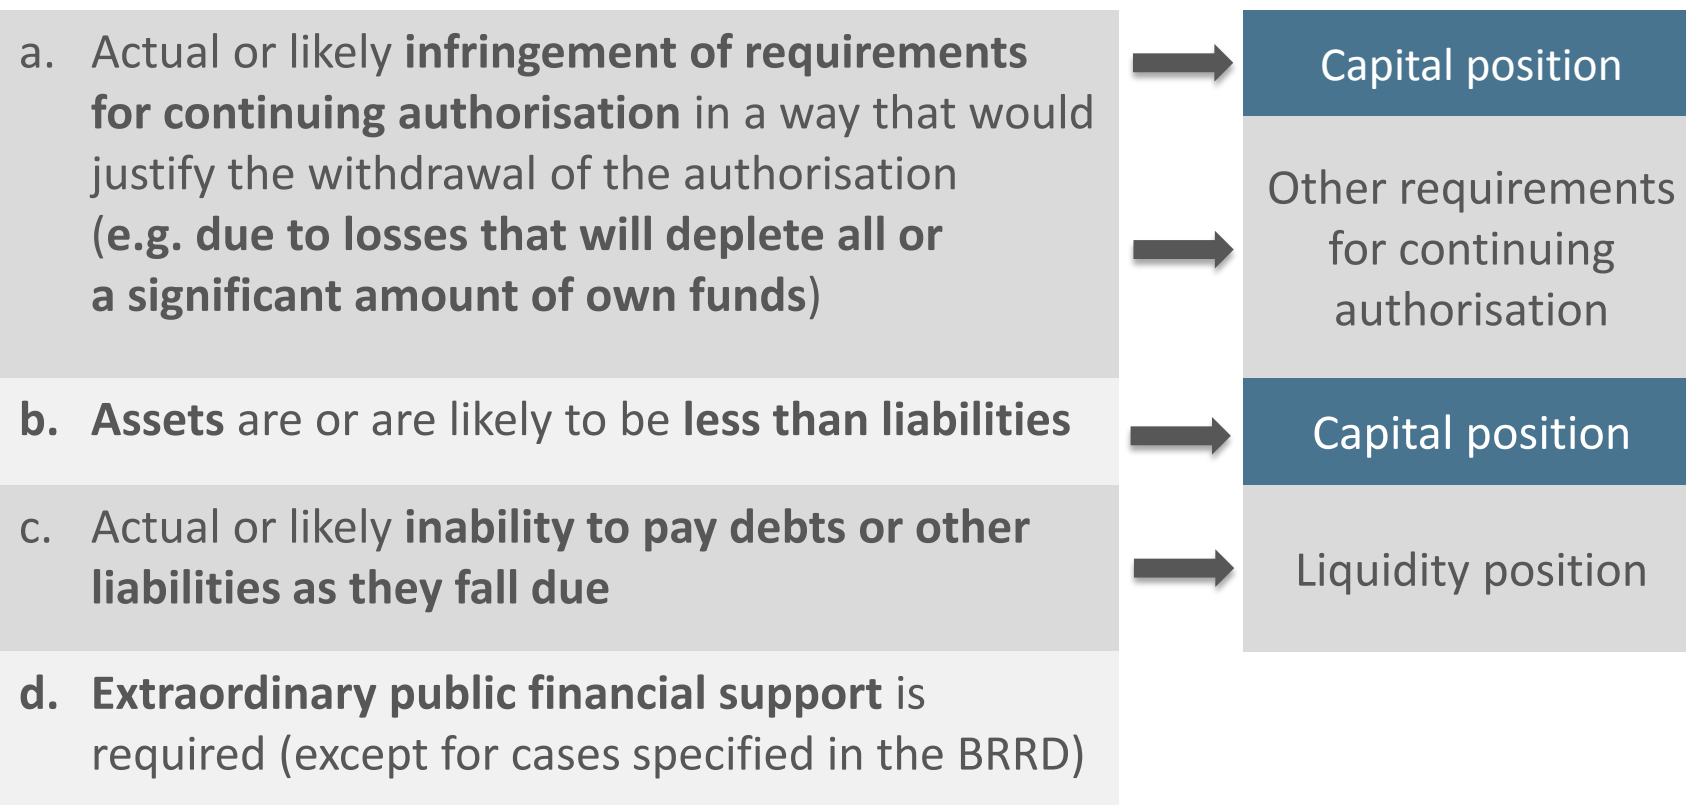 a. Actual or likely infringement of requirements
for continuing authorisation in a way that would
justify the withdrawal of the authorisation
(e.g. due to losses that will deplete all or
a significant amount of own funds)
Capital position
Other requirements
for continuing
authorisation
b. Assets are or are likely to be less than liabilities
Capital position
c. Actual or likely inability to pay debts or other
liabilities as they fall due
Liquidity position
d. Extraordinary public financial support is
required (except for cases specified in the BRRD)